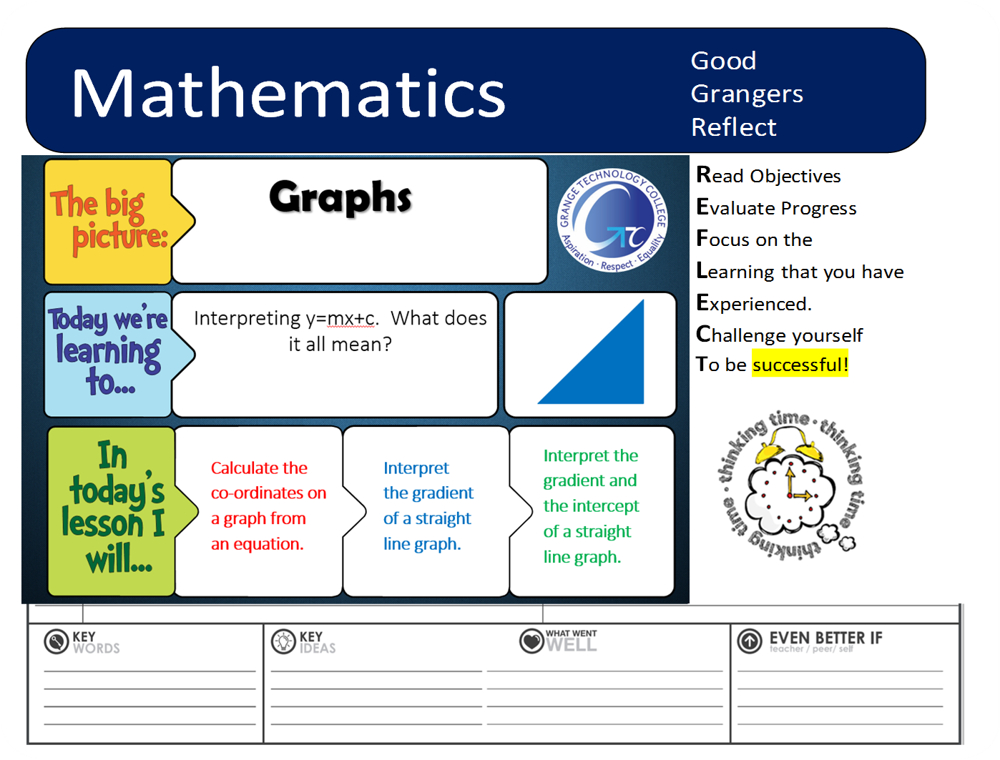 Mathematics
Good
Grangers
Reflect
The big
picture:
Graphs
GRANGE TECHNOLOGY COLLEGE
Aspiration · Respect · Equality
GTC
Read Objectives
Evaluate Progress
Focus on the
Learning that you have
Experienced.
Challenge yourself
To be successful!
Today we're
learning
to...
Interpreting y=mx+c.  What does
it all mean?
In
today's
lesson I
will...
Calculate the
co-ordinates on
a graph from
an equation.
Interpret
the gradient
of a straight
line graph.
Interpret the
gradient and
the intercept
of a straight
line graph.
thinking time · thinking time · thinking time ·
KEY
WORDS
KEY
IDEAS
WHAT WENT
WELL
EVEN BETTER IF
teacher / peer/ self